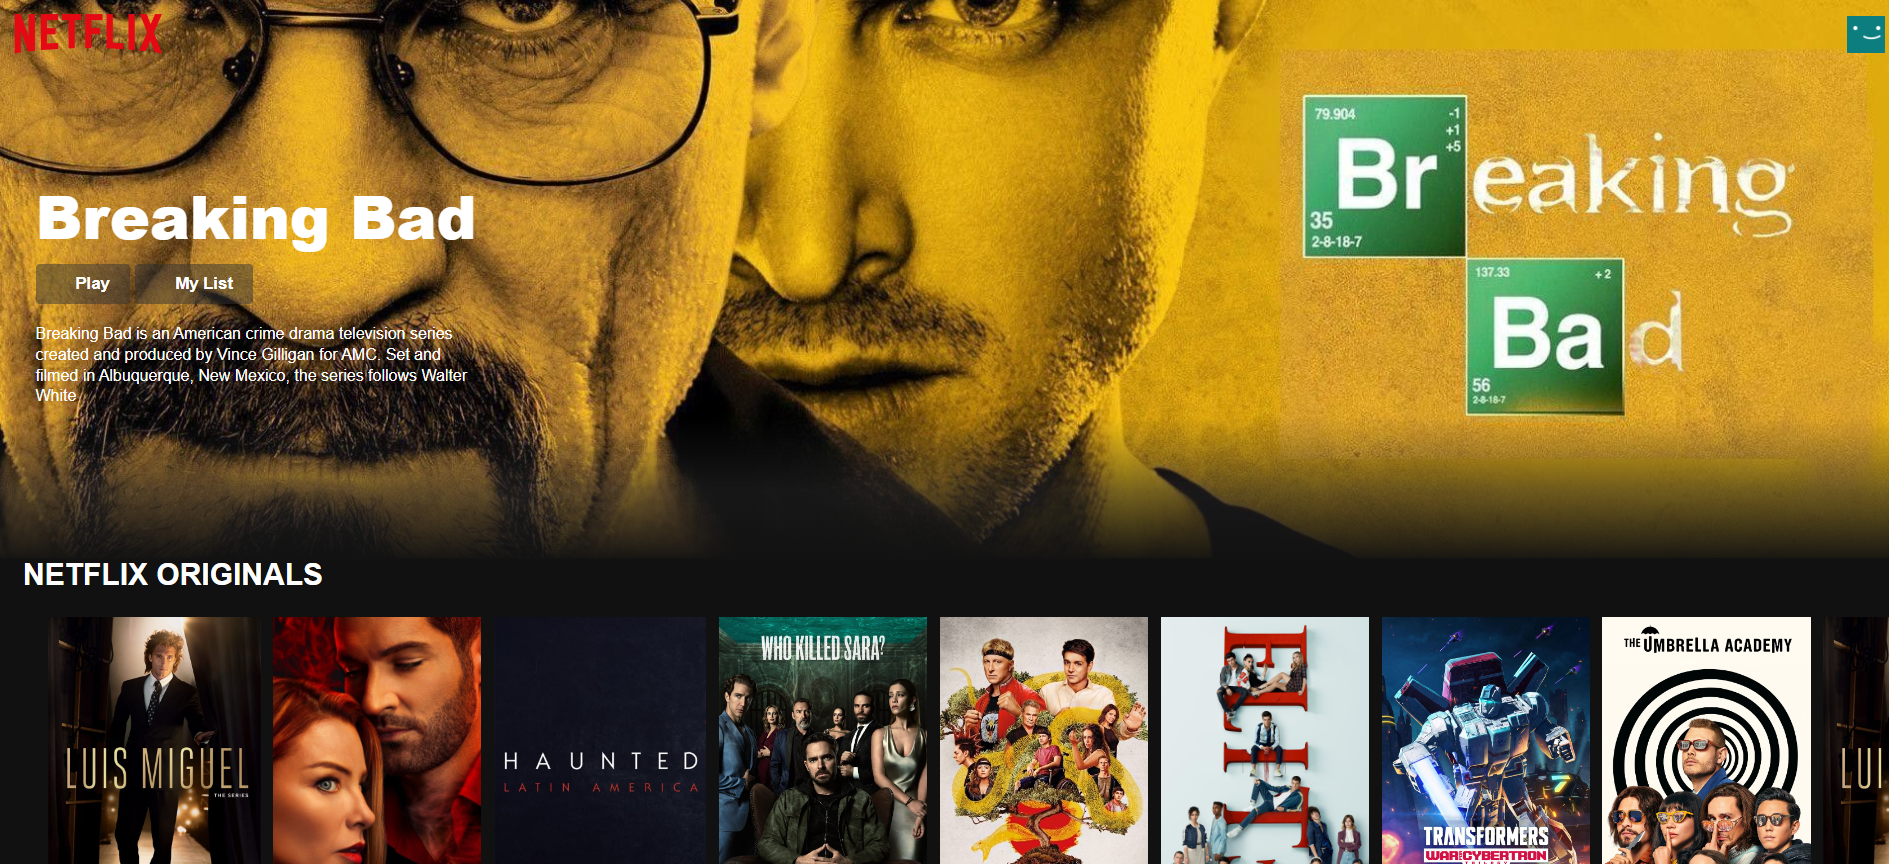 NETFLIX
79.904
-1
+1
+5
Breaking
35
2-8-18-7
137.33
+2
Bad
56
2-8-18-7
Breaking Bad
Play
My List
Breaking Bad is an American crime drama television series
created and produced by Vince Gilligan for AMC. Set and
filmed in Albuquerque, New Mexico, the series follows Walter
White
NETFLIX ORIGINALS
LUIS MIGUEL
THE SERIES
HAUNTED
LATIN AMERICA
WHO KILLED SARA?
TRANSFORMERS
WAR FOR CYBERTRON
TRILOGY
THE UMBRELLA ACADEMY
LUI